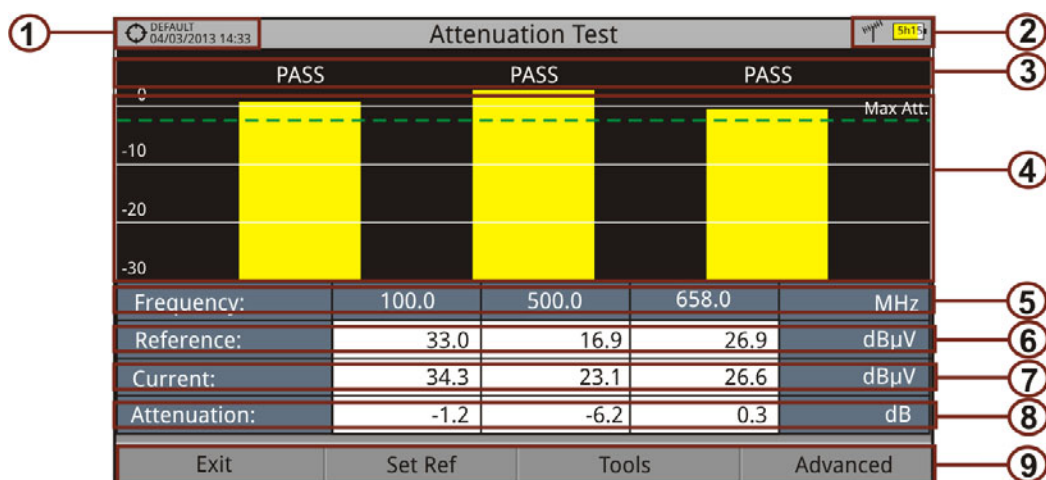 1
DEFAULT
04/03/2013 14:33
Attenuation Test
5h15
2
PASS PASS PASS
3
0
Max Att.
-10
4
-20
-30
Frequency: 100.0 500.0 658.0 MHz
5
Reference: 33.0 16.9 26.9 dBµV
6
Current: 34.3 23.1 26.6 dBµV
7
Attenuation: -1.2 -6.2 0.3 dB
8
Exit Set Ref Tools Advanced
9